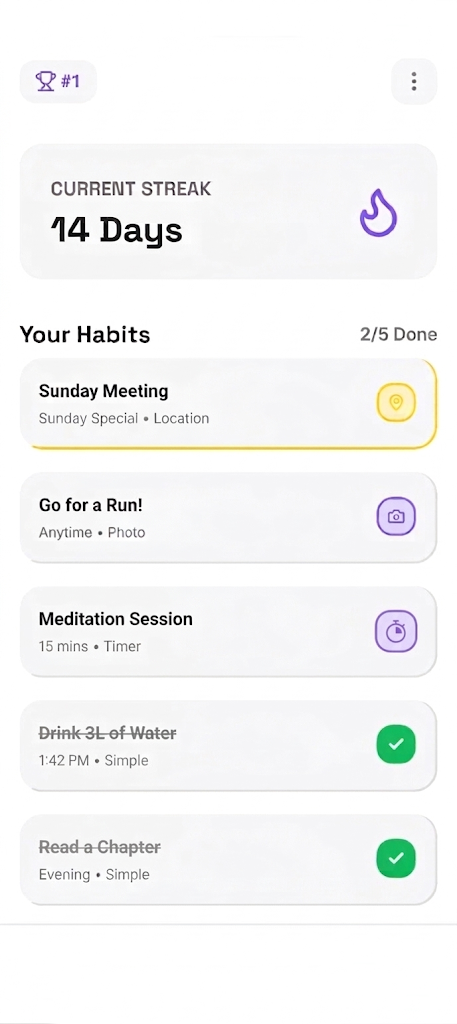 #1
CURRENT STREAK
14 Days
Your Habits
2/5 Done
Sunday Meeting
Sunday Special • Location
Go for a Run!
Anytime • Photo
Meditation Session
15 mins • Timer
Drink 3L of Water
1:42 PM • Simple
Read a Chapter
Evening • Simple